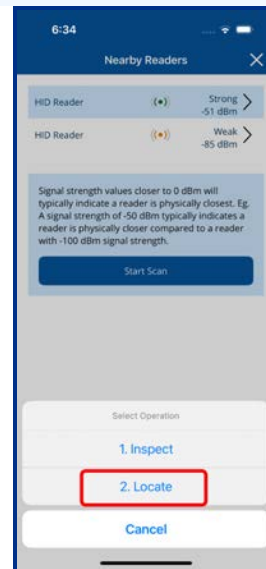 6:34
Nearby Readers
HID Reader
Strong
-51 dBm
HID Reader
Weak
-85 dBm
Signal strength values closer to 0 dBm will
typically indicate a reader is physically closest. Eg.
A signal strength of -50 dBm typically indicates a
reader is physically closer compared to a reader
with -100 dBm signal strength.
Start Scan
Select Operation
1. Inspect
2. Locate
Cancel